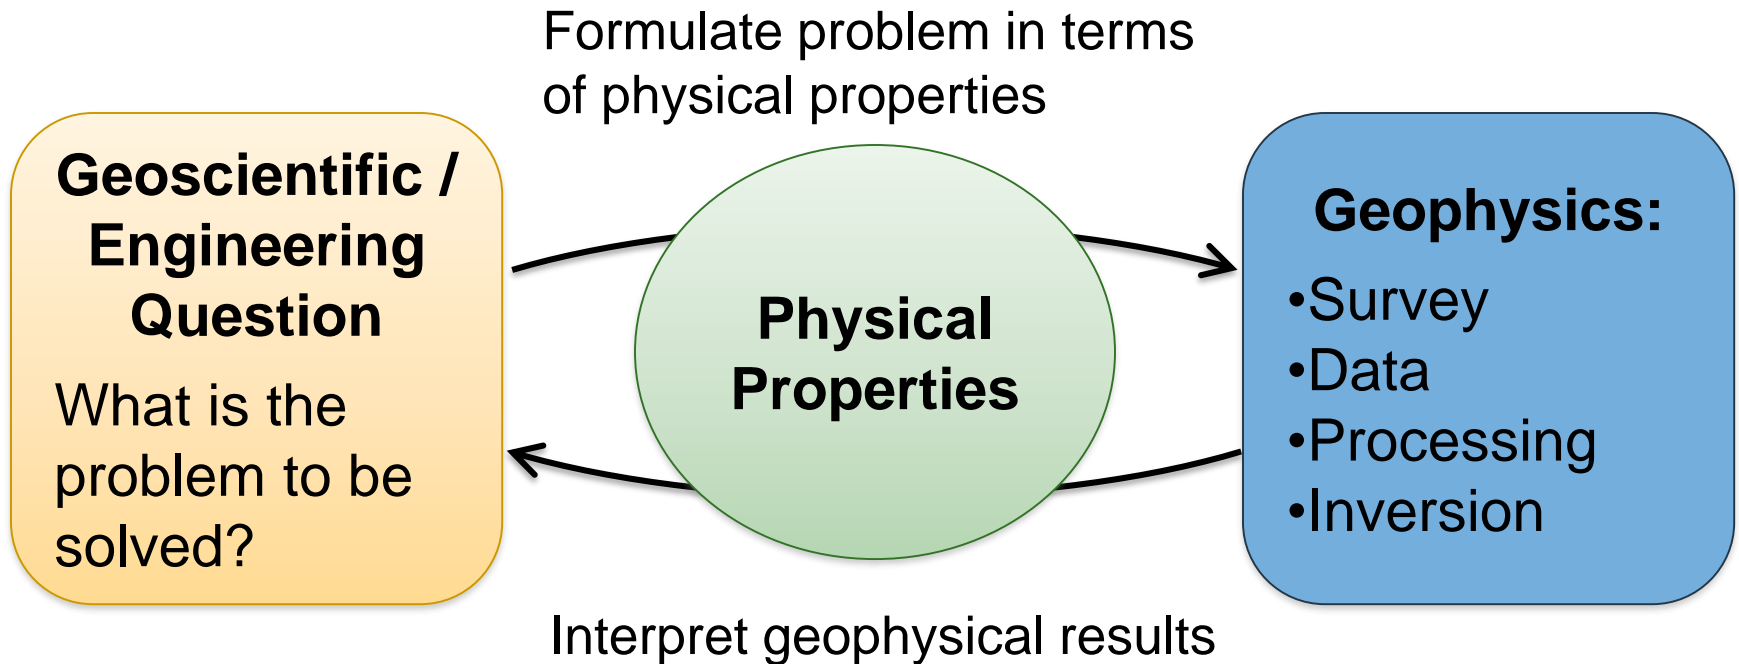 Formulate problem in terms
of physical properties
Geoscientific /
Engineering
Question
What is the
problem to be
solved?
Physical
Properties
Geophysics:
•Survey
•Data
•Processing
•Inversion
Interpret geophysical results